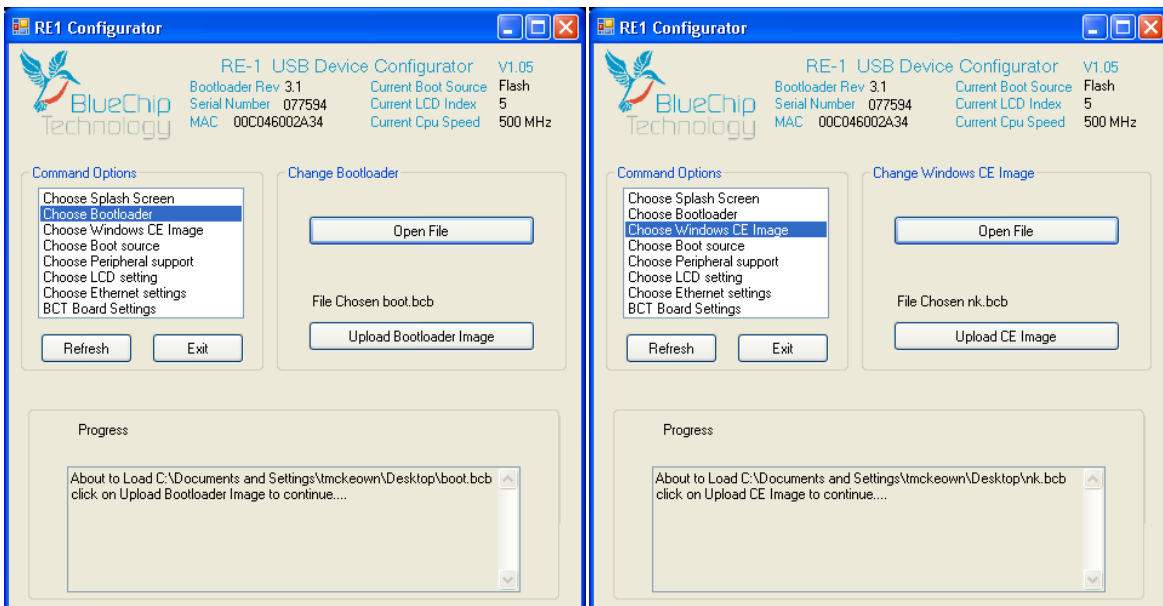 RE1 Configurator
RE-1 USB Device Configurator V1.05
Bootloader Rev 3.1 Current Boot Source Flash
Serial Number 077594 Current LCD Index 5
MAC 00C046002A34 Current Cpu Speed 500 MHz
BlueChip
Technology
Command Options
Choose Splash Screen
Choose Bootloader
Choose Windows CE Image
Choose Boot source
Choose Peripheral support
Choose LCD setting
Choose Ethernet settings
BCT Board Settings
Refresh Exit
Change Bootloader
Open File
File Chosen boot.bcb
Upload Bootloader Image
Progress
About to Load C:\Documents and Settings\tmckeown\Desktop\boot.bcb
click on Upload Bootloader Image to continue....
RE1 Configurator
RE-1 USB Device Configurator V1.05
Bootloader Rev 3.1 Current Boot Source Flash
Serial Number 077594 Current LCD Index 5
MAC 00C046002A34 Current Cpu Speed 500 MHz
BlueChip
Technology
Command Options
Choose Splash Screen
Choose Bootloader
Choose Windows CE Image
Choose Boot source
Choose Peripheral support
Choose LCD setting
Choose Ethernet settings
BCT Board Settings
Refresh Exit
Change Windows CE Image
Open File
File Chosen nk.bcb
Upload CE Image
Progress
About to Load C:\Documents and Settings\tmckeown\Desktop\nk.bcb
click on Upload CE Image to continue....